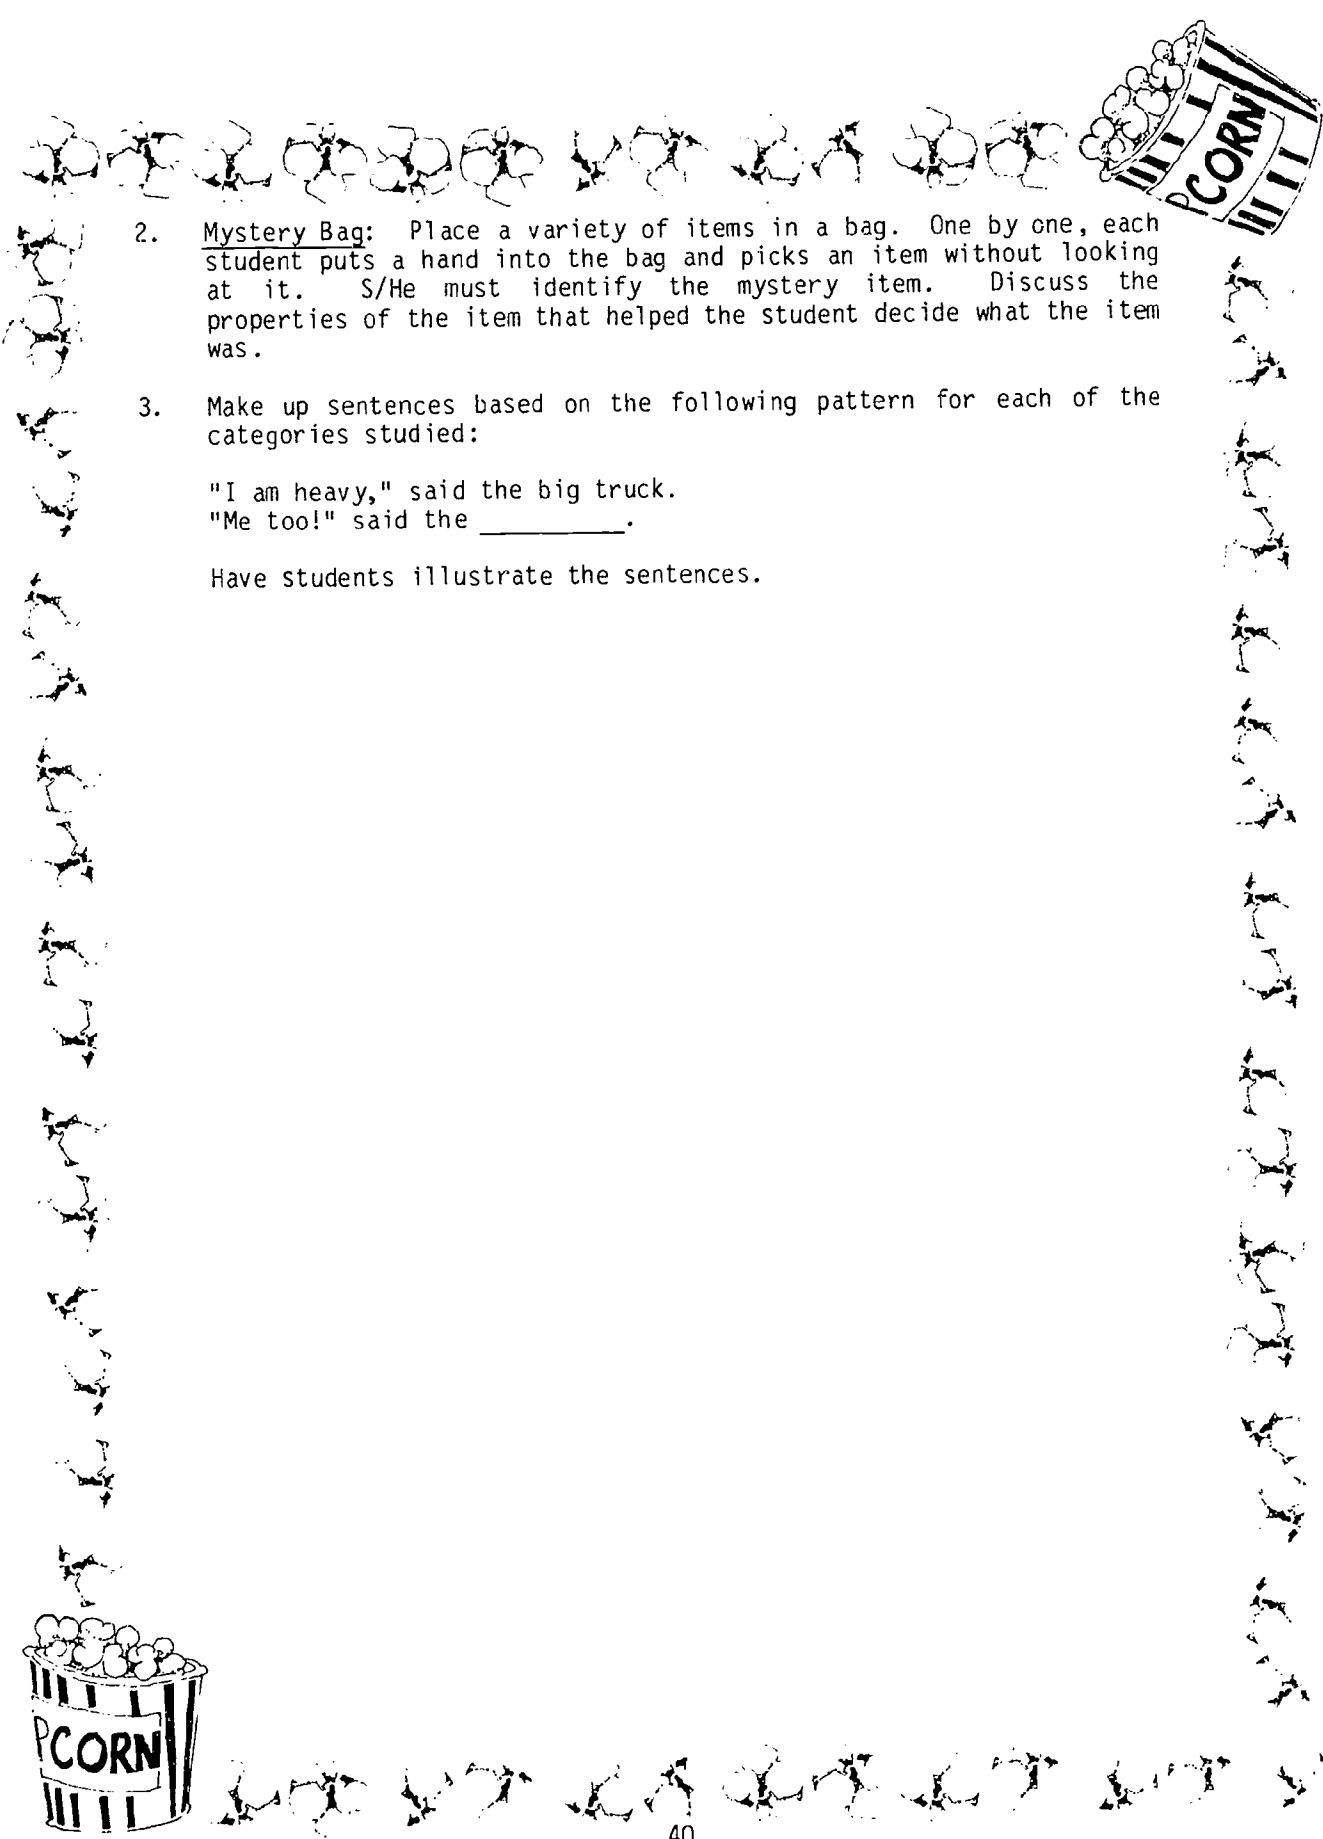 PCORN
2. Mystery Bag: Place a variety of items in a bag. One by one, each
student puts a hand into the bag and picks an item without looking
at it. S/He must identify the mystery item. Discuss the
properties of the item that helped the student decide what the item
was.
3. Make up sentences based on the following pattern for each of the
categories studied:
"I am heavy," said the big truck.
"Me too!" said the __________.
Have students illustrate the sentences.
PCORN
40